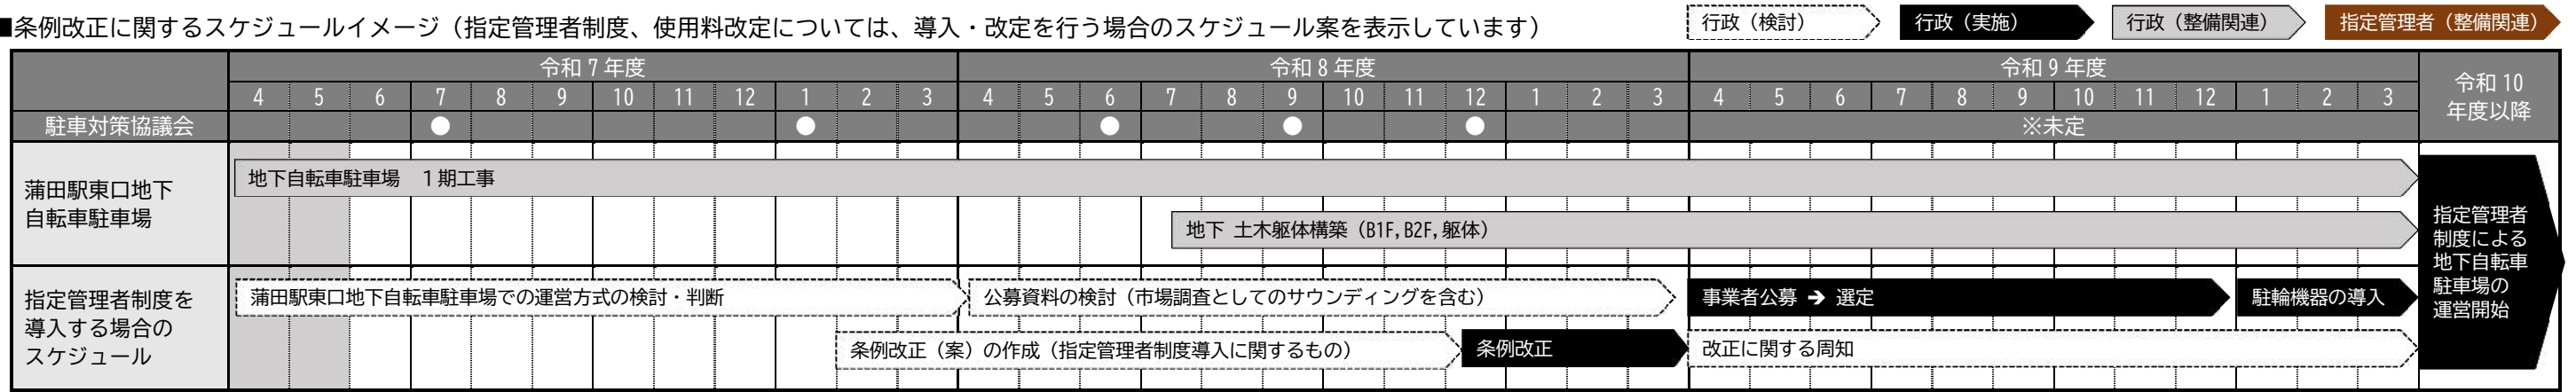 ■条例改正に関するスケジュールイメージ（指定管理者制度、使用料改定については、導入・改定を行う場合のスケジュール案を表示しています）
行政（検討） 行政（実施） 行政（整備関連） 指定管理者（整備関連）
令和7年度 令和8年度 令和9年度
令和10
年度以降
4 5 6 7 8 9 10 11 12 1 2 3 4 5 6 7 8 9 10 11 12 1 2 3 4 5 6 7 8 9 10 11 12 1 2 3
駐車対策協議会 ● ● ● ● ● ※未定
蒲田駅東口地下
自転車駐車場
地下自転車駐車場 1期工事
地下 土木躯体構築（B1F,B2F,躯体）
指定管理者制度を
導入する場合の
スケジュール
蒲田駅東口地下自転車駐車場での運営方式の検討・判断
公募資料の検討（市場調査としてのサウンディングを含む）
事業者公募 ➔ 選定
駐輪機器の導入
条例改正（案）の作成（指定管理者制度導入に関するもの）
条例改正
改正に関する周知
指定管理者
制度による
地下自転車
駐車場の
運営開始